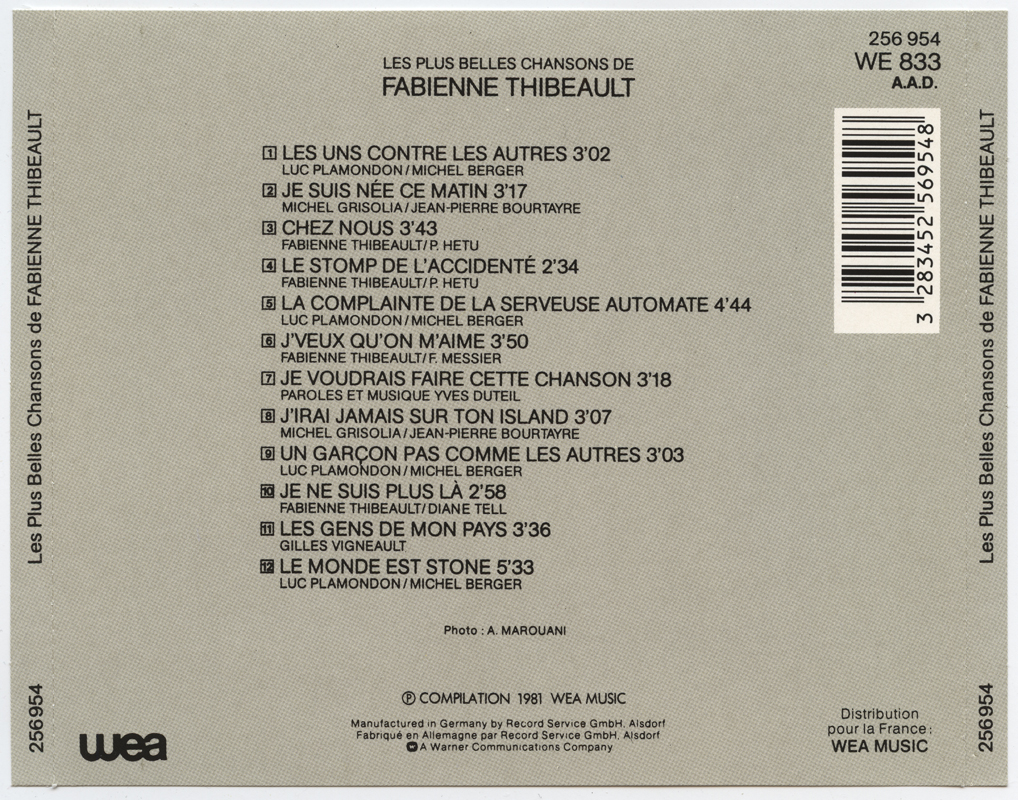 LES PLUS BELLES CHANSONS DE
FABIENNE THIBEAULT
256 954
WE 833
A.A.D.
3 283452 569548
1 LES UNS CONTRE LES AUTRES 3'02
LUC PLAMONDON/MICHEL BERGER
2 JE SUIS NÉE CE MATIN 3'17
MICHEL GRISOLIA/JEAN-PIERRE BOURTAYRE
3 CHEZ NOUS 3'43
FABIENNE THIBEAULT/P. HETU
4 LE STOMP DE L'ACCIDENTÉ 2'34
FABIENNE THIBEAULT/P. HETU
5 LA COMPLAINTE DE LA SERVEUSE AUTOMATE 4'44
LUC PLAMONDON/MICHEL BERGER
6 J'VEUX QU'ON M'AIME 3'50
FABIENNE THIBEAULT/F. MESSIER
7 JE VOUDRAIS FAIRE CETTE CHANSON 3'18
PAROLES ET MUSIQUE YVES DUTEIL
8 J'IRAI JAMAIS SUR TON ISLAND 3'07
MICHEL GRISOLIA/JEAN-PIERRE BOURTAYRE
9 UN GARÇON PAS COMME LES AUTRES 3'03
LUC PLAMONDON/MICHEL BERGER
10 JE NE SUIS PLUS LÀ 2'58
FABIENNE THIBEAULT/DIANE TELL
11 LES GENS DE MON PAYS 3'36
GILLES VIGNEAULT
12 LE MONDE EST STONE 5'33
LUC PLAMONDON/MICHEL BERGER
Photo : A. MAROUANI
℗ COMPILATION 1981 WEA MUSIC
Manufactured in Germany by Record Service GmbH, Alsdorf
Fabriqué en Allemagne par Record Service GmbH, Alsdorf
A Warner Communications Company
wea
Distribution
pour la France :
WEA MUSIC
Les Plus Belles Chansons de FABIENNE THIBEAULT
256954
Les Plus Belles Chansons de FABIENNE THIBEAULT
256954